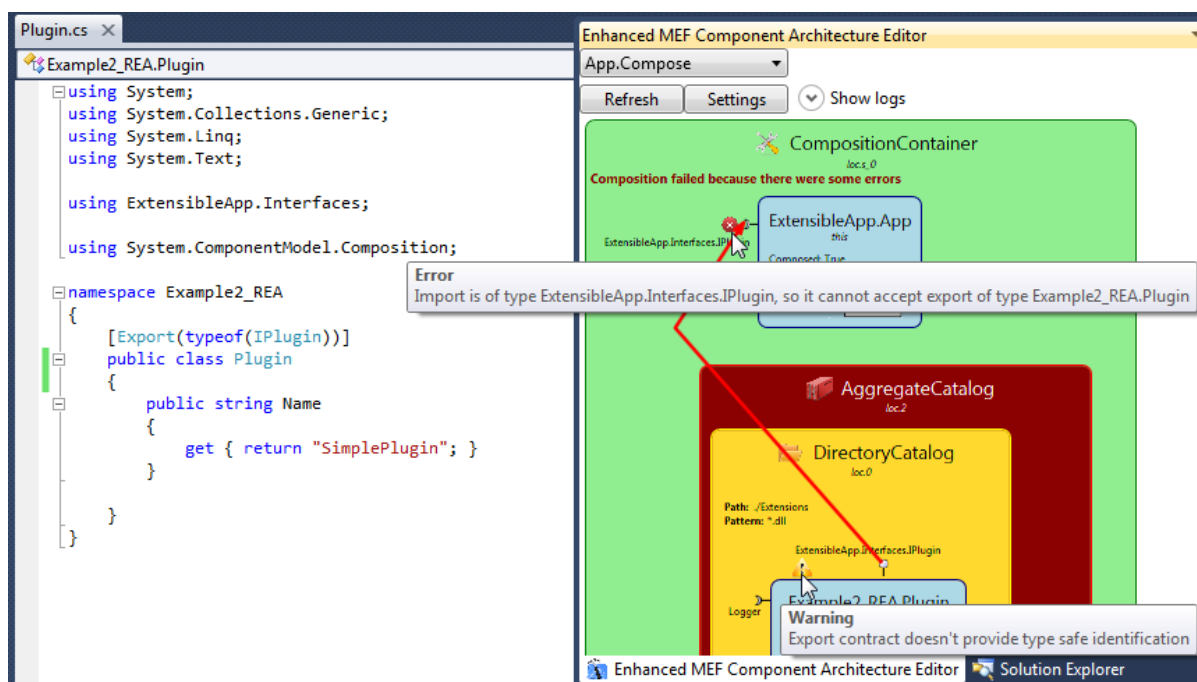 Plugin.cs
Example2_REA.Plugin
using System;
using System.Collections.Generic;
using System.Linq;
using System.Text;
using ExtensibleApp.Interfaces;
using System.ComponentModel.Composition;
namespace Example2_REA
{
[Export(typeof(IPlugin))]
public class Plugin
{
public string Name
{
get { return "SimplePlugin"; }
}
}
}
Enhanced MEF Component Architecture Editor
App.Compose
Refresh Settings Show logs
CompositionContainer
loc.s_0
Composition failed because there were some errors
ExtensibleApp.App
this
ExtensibleApp.Interfaces.IPlugin
Composed: True
Error
Import is of type ExtensibleApp.Interfaces.IPlugin, so it cannot accept export of type Example2_REA.Plugin
AggregateCatalog
loc.2
DirectoryCatalog
loc.0
Path: ./Extensions
Pattern: *.dll
ExtensibleApp.Interfaces.IPlugin
Logger
Example2_REA.Plugin
Warning
Export contract doesn't provide type safe identification
Enhanced MEF Component Architecture Editor Solution Explorer